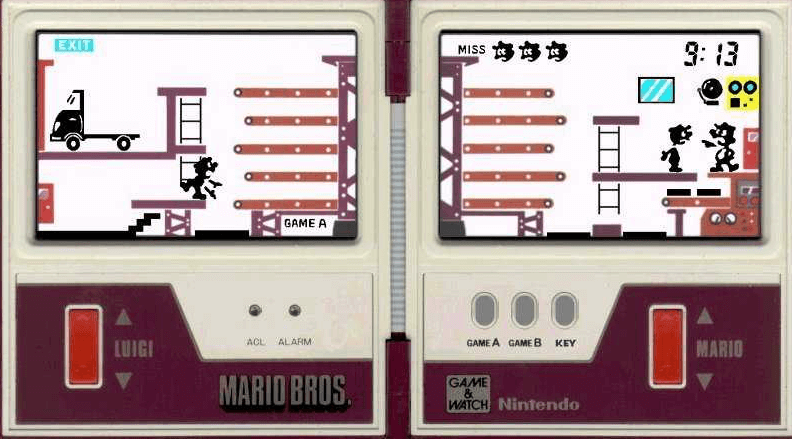 EXIT
GAME A
MISS
9:13
LUIGI
ACL ALARM
MARIO BROS.
GAME A GAME B KEY
GAME & WATCH Nintendo
MARIO